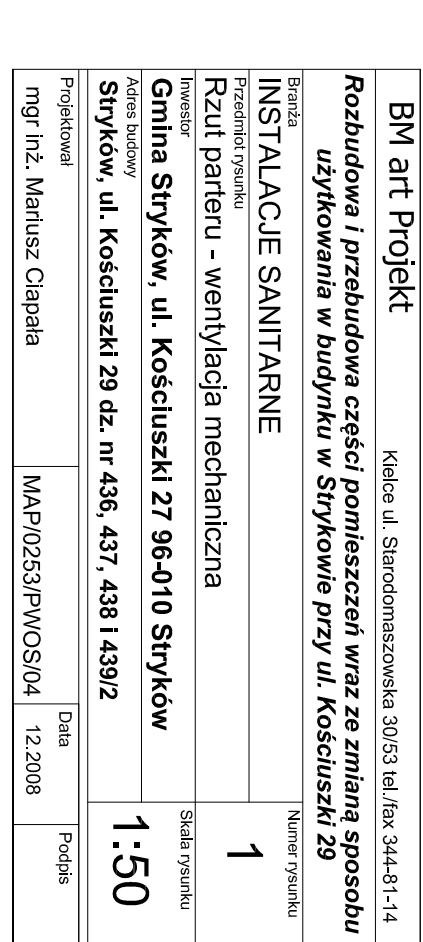 BM art Projekt
Kielce ul. Starodomaszowska 30/53 tel./fax 344-81-14
Rozbudowa i przebudowa części pomieszczeń wraz ze zmianą sposobu
użytkowania w budynku w Strykowie przy ul. Kościuszki 29
Branża
INSTALACJE SANITARNE
Przedmiot rysunku
Rzut parteru - wentylacja mechaniczna
Numer rysunku
1
Inwestor
Gmina Stryków, ul. Kościuszki 27 96-010 Stryków
Adres budowy
Stryków, ul. Kościuszki 29 dz. nr 436, 437, 438 i 439/2
Skala rysunku
1:50
Projektował
mgr inż. Mariusz Ciapała
MAP/0253/PWOS/04
Data
12.2008
Podpis